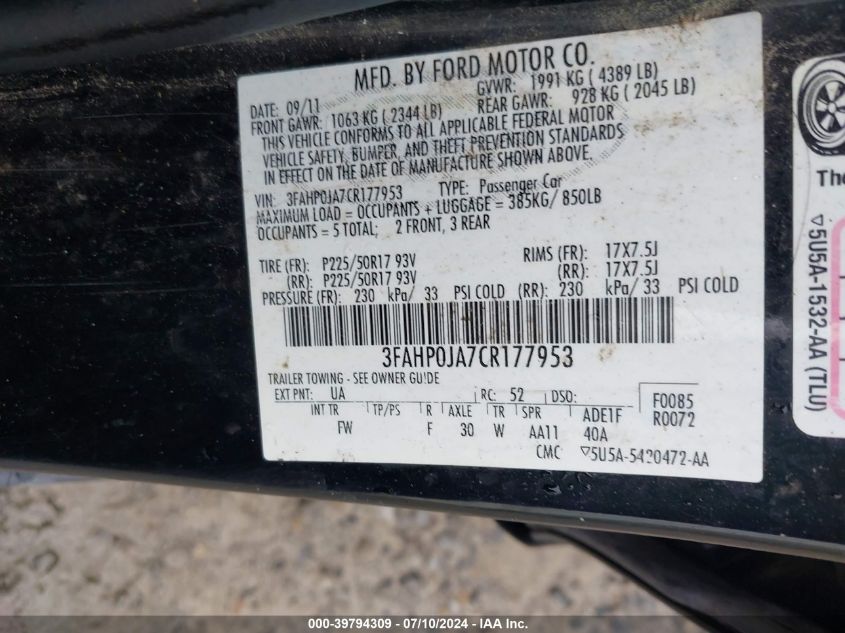 MFD. BY FORD MOTOR CO.
DATE: 09/11 GVWR: 1991 KG ( 4389 LB)
FRONT GAWR: 1063 KG ( 2344 LB) REAR GAWR: 928 KG ( 2045 LB)
THIS VEHICLE CONFORMS TO ALL APPLICABLE FEDERAL MOTOR
VEHICLE SAFETY, BUMPER, AND THEFT PREVENTION STANDARDS
IN EFFECT ON THE DATE OF MANUFACTURE SHOWN ABOVE.
VIN: 3FAHP0JA7CR177953 TYPE: Passenger Car
MAXIMUM LOAD = OCCUPANTS + LUGGAGE = 385KG/ 850LB
OCCUPANTS = 5 TOTAL; 2 FRONT, 3 REAR
TIRE (FR): P225/50R17 93V RIMS (FR): 17X7.5J
(RR): P225/50R17 93V (RR): 17X7.5J
PRESSURE (FR): 230 kPa/ 33 PSI COLD (RR): 230 kPa/ 33 PSI COLD
3FAHP0JA7CR177953
TRAILER TOWING - SEE OWNER GUIDE
EXT PNT: UA RC: 52 DSO: F0085
INT TR TP/PS R AXLE TR SPR ADE1F R0072
FW F 30 W AA11 40A
CMC ▽5U5A-5420472-AA
The
▽5U5A-1532-AA (TLU)
000-39794309 - 07/10/2024 - IAA Inc.